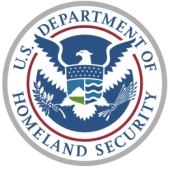 U.S. DEPARTMENT OF
HOMELAND SECURITY